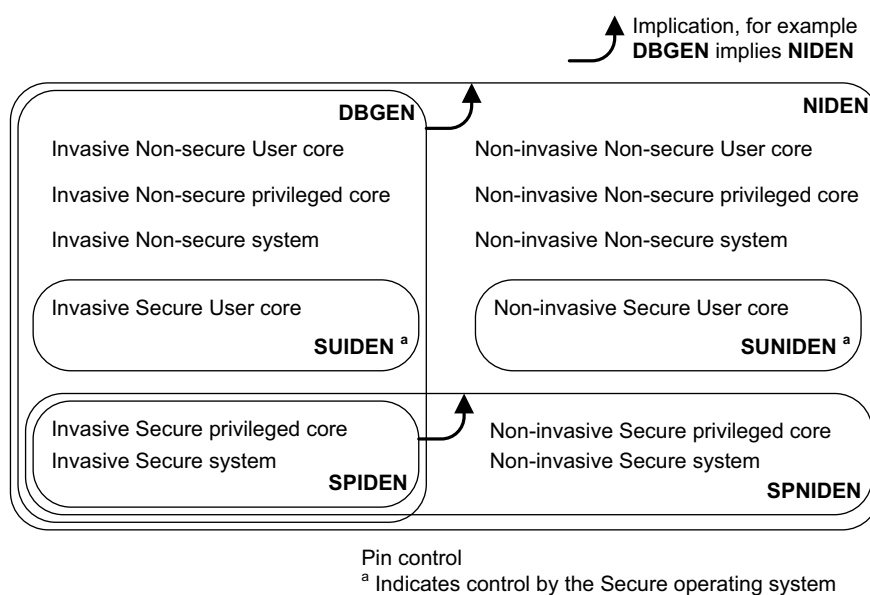 Implication, for example
DBGEN implies NIDEN
DBGEN
NIDEN
Invasive Non-secure User core
Non-invasive Non-secure User core
Invasive Non-secure privileged core
Non-invasive Non-secure privileged core
Invasive Non-secure system
Non-invasive Non-secure system
Invasive Secure User core
Non-invasive Secure User core
SUIDEN a
SUNIDEN a
Invasive Secure privileged core
Non-invasive Secure privileged core
Invasive Secure system
Non-invasive Secure system
SPIDEN
SPNIDEN
Pin control
a Indicates control by the Secure operating system